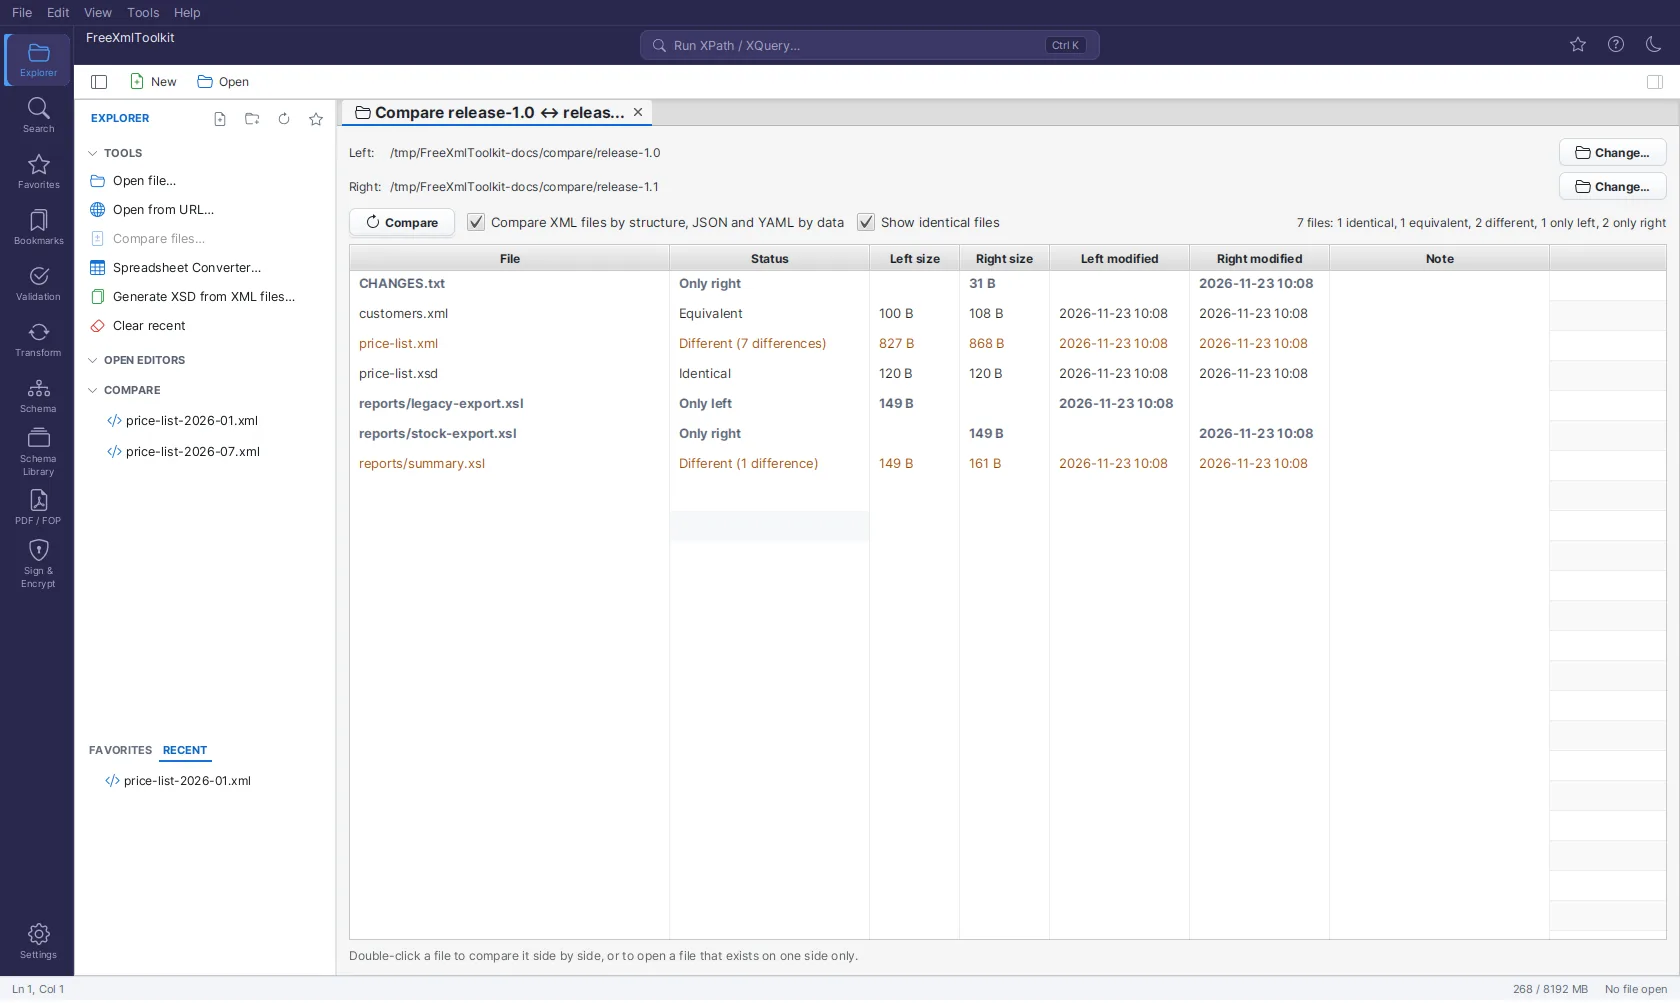 File Edit View Tools Help
FreeXmlToolkit
Run XPath / XQuery... Ctrl K
New Open
Explorer
Search
Favorites
Bookmarks
Validation
Transform
Schema
Schema
Library
PDF / FOP
Sign &
Encrypt
Settings
EXPLORER
TOOLS
Open file...
Open from URL...
Compare files...
Spreadsheet Converter...
Generate XSD from XML files...
Clear recent
OPEN EDITORS
COMPARE
price-list-2026-01.xml
price-list-2026-07.xml
FAVORITES RECENT
price-list-2026-01.xml
Compare release-1.0 ↔ releas...
Left: /tmp/FreeXmlToolkit-docs/compare/release-1.0 Change...
Right: /tmp/FreeXmlToolkit-docs/compare/release-1.1 Change...
Compare Compare XML files by structure, JSON and YAML by data Show identical files 7 files: 1 identical, 1 equivalent, 2 different, 1 only left, 2 only right
File Status Left size Right size Left modified Right modified Note
CHANGES.txt Only right 31 B 2026-11-23 10:08
customers.xml Equivalent 100 B 108 B 2026-11-23 10:08 2026-11-23 10:08
price-list.xml Different (7 differences) 827 B 868 B 2026-11-23 10:08 2026-11-23 10:08
price-list.xsd Identical 120 B 120 B 2026-11-23 10:08 2026-11-23 10:08
reports/legacy-export.xsl Only left 149 B 2026-11-23 10:08
reports/stock-export.xsl Only right 149 B 2026-11-23 10:08
reports/summary.xsl Different (1 difference) 149 B 161 B 2026-11-23 10:08 2026-11-23 10:08
Double-click a file to compare it side by side, or to open a file that exists on one side only.
Ln 1, Col 1 268 / 8192 MB No file open